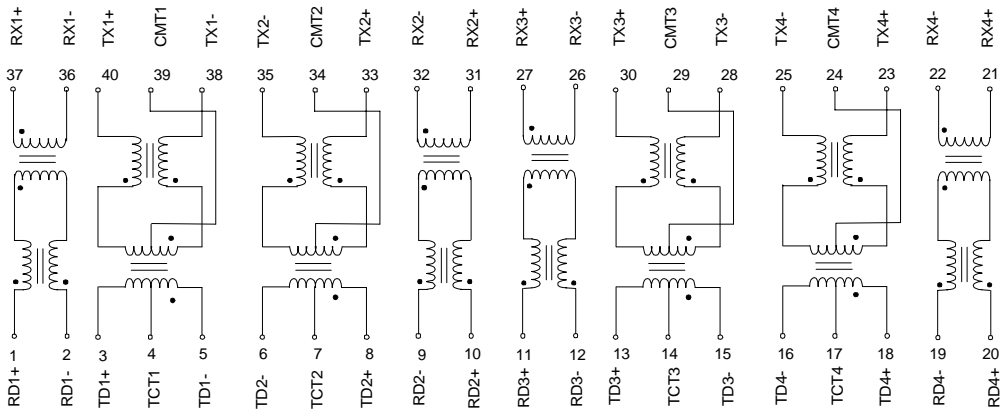 RX1+ RX1- TX1+ CMT1 TX1- TX2- CMT2 TX2+ RX2- RX2+ RX3+ RX3- TX3+ CMT3 TX3- TX4- CMT4 TX4+ RX4- RX4+
37 36 40 39 38 35 34 33 32 31 27 26 30 29 28 25 24 23 22 21
1 2 3 4 5 6 7 8 9 10 11 12 13 14 15 16 17 18 19 20
RD1+ RD1- TD1+ TCT1 TD1- TD2- TCT2 TD2+ RD2- RD2+ RD3+ RD3- TD3+ TCT3 TD3- TD4- TCT4 TD4+ RD4- RD4+